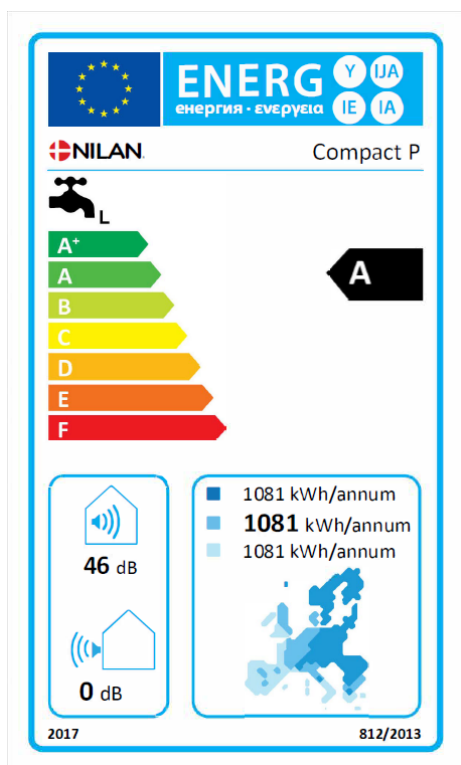 ENERG Y IJA
енергия · ενεργεια IE IA
NILAN Compact P
L
A+
A A
B
C
D
E
F
1081 kWh/annum
1081 kWh/annum
1081 kWh/annum
46 dB
0 dB
2017 812/2013